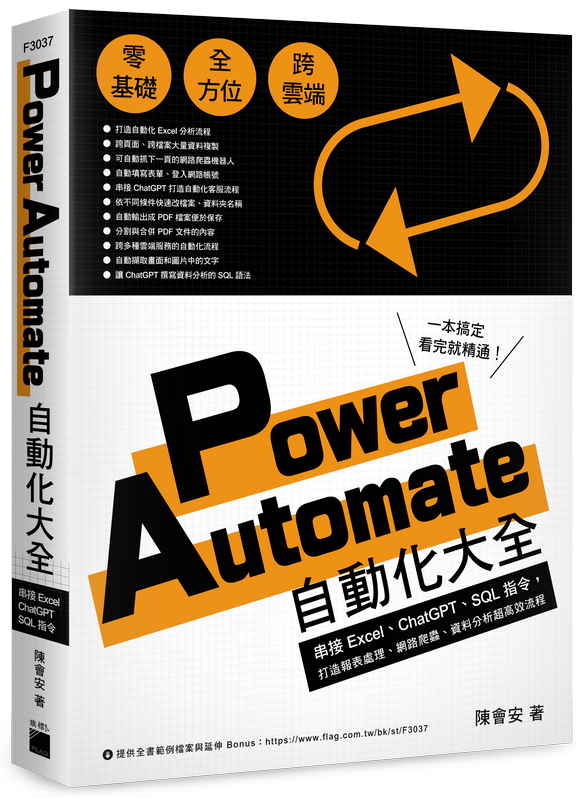 F3037
Power Automate
自動化大全
串接 Excel
ChatGPT
SQL 指令
陳會安 著
旗標
FLAG
零
基礎
全
方位
跨
雲端
● 打造自動化 Excel 分析流程
● 跨頁面、跨檔案大量資料複製
● 可自動抓下一頁的網路爬蟲機器人
● 自動填寫表單、登入網路帳號
● 串接 ChatGPT 打造自動化客服流程
● 依不同條件快速改檔案、資料夾名稱
● 自動輸出成 PDF 檔案便於保存
● 分割與合併 PDF 文件的內容
● 跨多種雲端服務的自動化流程
● 自動擷取畫面和圖片中的文字
● 讓 ChatGPT 撰寫資料分析的 SQL 語法
一本搞定
看完就精通！
Power
Automate
自動化大全
串接 Excel、ChatGPT、SQL 指令，
打造報表處理、網路爬蟲、資料分析超高效流程
陳會安 著
提供全書範例檔案與延伸 Bonus：https://www.flag.com.tw/bk/st/F3037